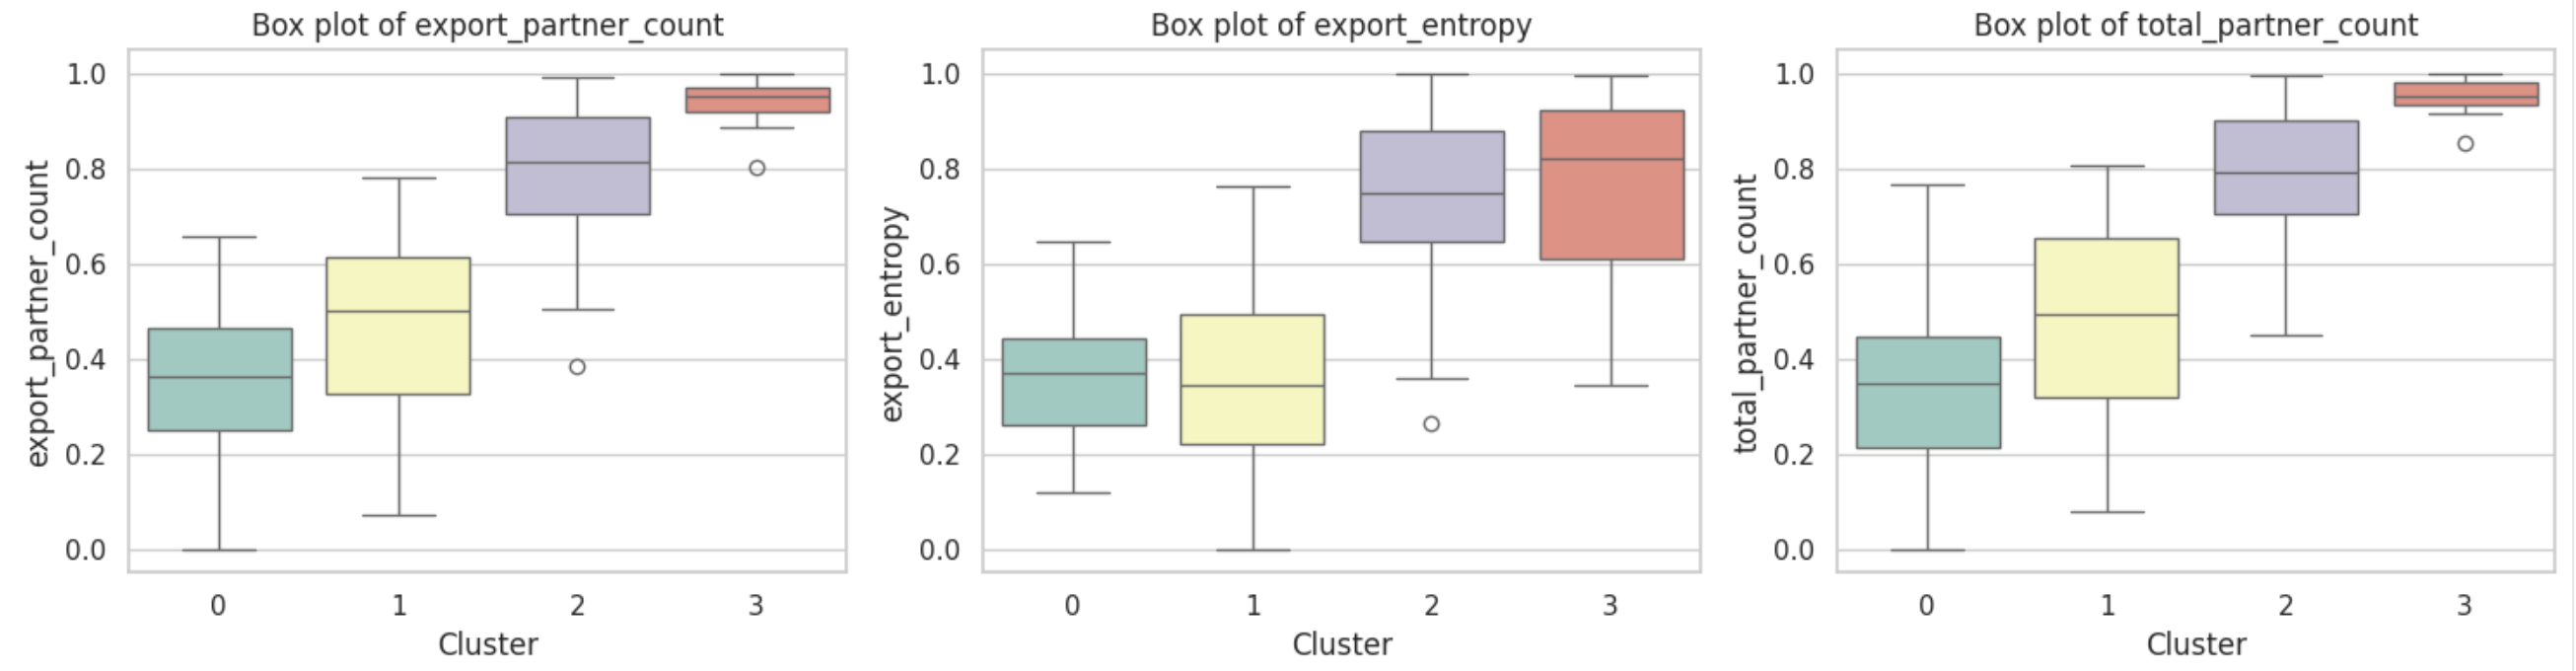 Box plot of export_partner_count
export_partner_count
1.0
0.8
0.6
0.4
0.2
0.0
0 1 2 3
Cluster
Box plot of export_entropy
export_entropy
1.0
0.8
0.6
0.4
0.2
0.0
0 1 2 3
Cluster
Box plot of total_partner_count
total_partner_count
1.0
0.8
0.6
0.4
0.2
0.0
0 1 2 3
Cluster